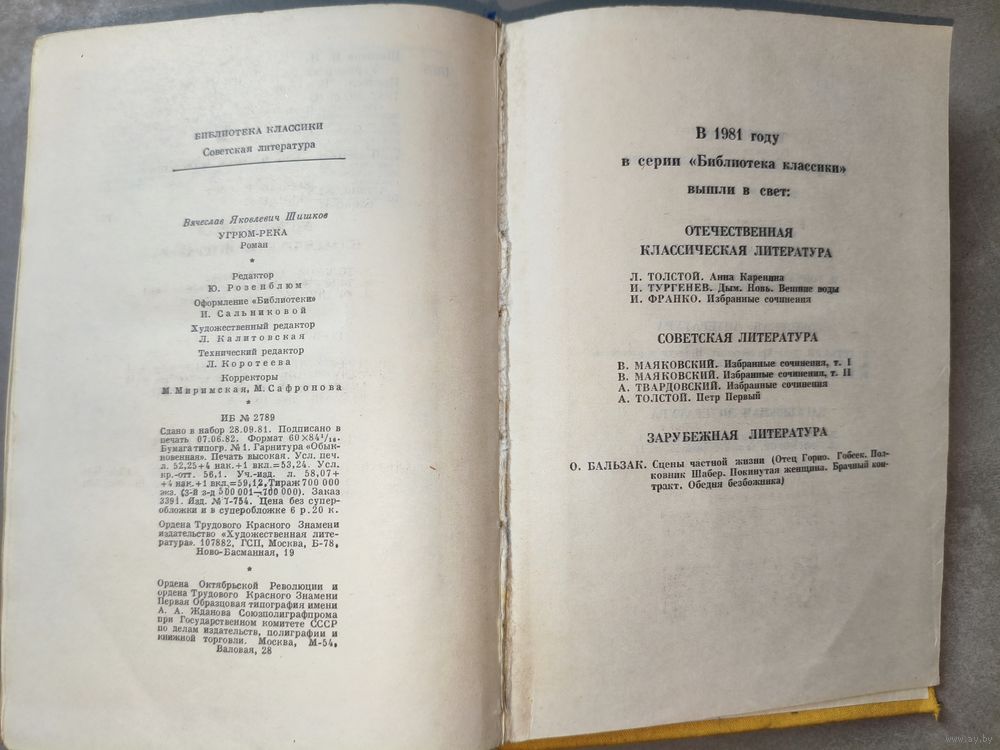 БИБЛИОТЕКА КЛАССИКИ
Советская литература
Вячеслав Яковлевич Шишков
УГРЮМ-РЕКА
Роман
*
Редактор
Ю. Розенблюм
Оформление «Библиотеки»
И. Сальниковой
Художественный редактор
Л. Калитовская
Технический редактор
Л. Коротеева
Корректоры
М. Миримская, М. Сафронова
*
ИБ № 2789
Сдано в набор 28.09.81. Подписано в
печать 07.06.82. Формат 60×84 1/16.
Бумага типогр. № 1. Гарнитура «Обык-
новенная». Печать высокая. Усл. печ.
л. 52,25+4 нак.+1 вкл.=53,24. Усл.
кр.-отт. 56,1. Уч.-изд. л. 58,07+
+4 нак.+1 вкл.=59,12. Тираж 700 000
экз. (3-й з-д 500 001—700 000). Заказ
3391. Изд. № I-754. Цена без супер-
обложки и в суперобложке 6 р. 20 к.
Ордена Трудового Красного Знамени
издательство «Художественная лите-
ратура». 107882, ГСП, Москва, Б-78,
Ново-Басманная, 19
*
Ордена Октябрьской Революции и
ордена Трудового Красного Знамени
Первая Образцовая типография имени
А. А. Жданова Союзполиграфпрома
при Государственном комитете СССР
по делам издательств, полиграфии и
книжной торговли. Москва, М-54,
Валовая, 28
В 1981 году
в серии «Библиотека классики»
вышли в свет:
ОТЕЧЕСТВЕННАЯ
КЛАССИЧЕСКАЯ ЛИТЕРАТУРА
Л. ТОЛСТОЙ. Анна Каренина
И. ТУРГЕНЕВ. Дым. Новь. Вешние воды
И. ФРАНКО. Избранные сочинения
СОВЕТСКАЯ ЛИТЕРАТУРА
В. МАЯКОВСКИЙ. Избранные сочинения, т. I
В. МАЯКОВСКИЙ. Избранные сочинения, т. II
А. ТВАРДОВСКИЙ. Избранные сочинения
А. ТОЛСТОЙ. Петр Первый
ЗАРУБЕЖНАЯ ЛИТЕРАТУРА
О. БАЛЬЗАК. Сцены частной жизни (Отец Горио. Гобсек. Пол-
ковник Шабер. Покинутая женщина. Брачный кон-
тракт. Обедня безбожника)
ay.by